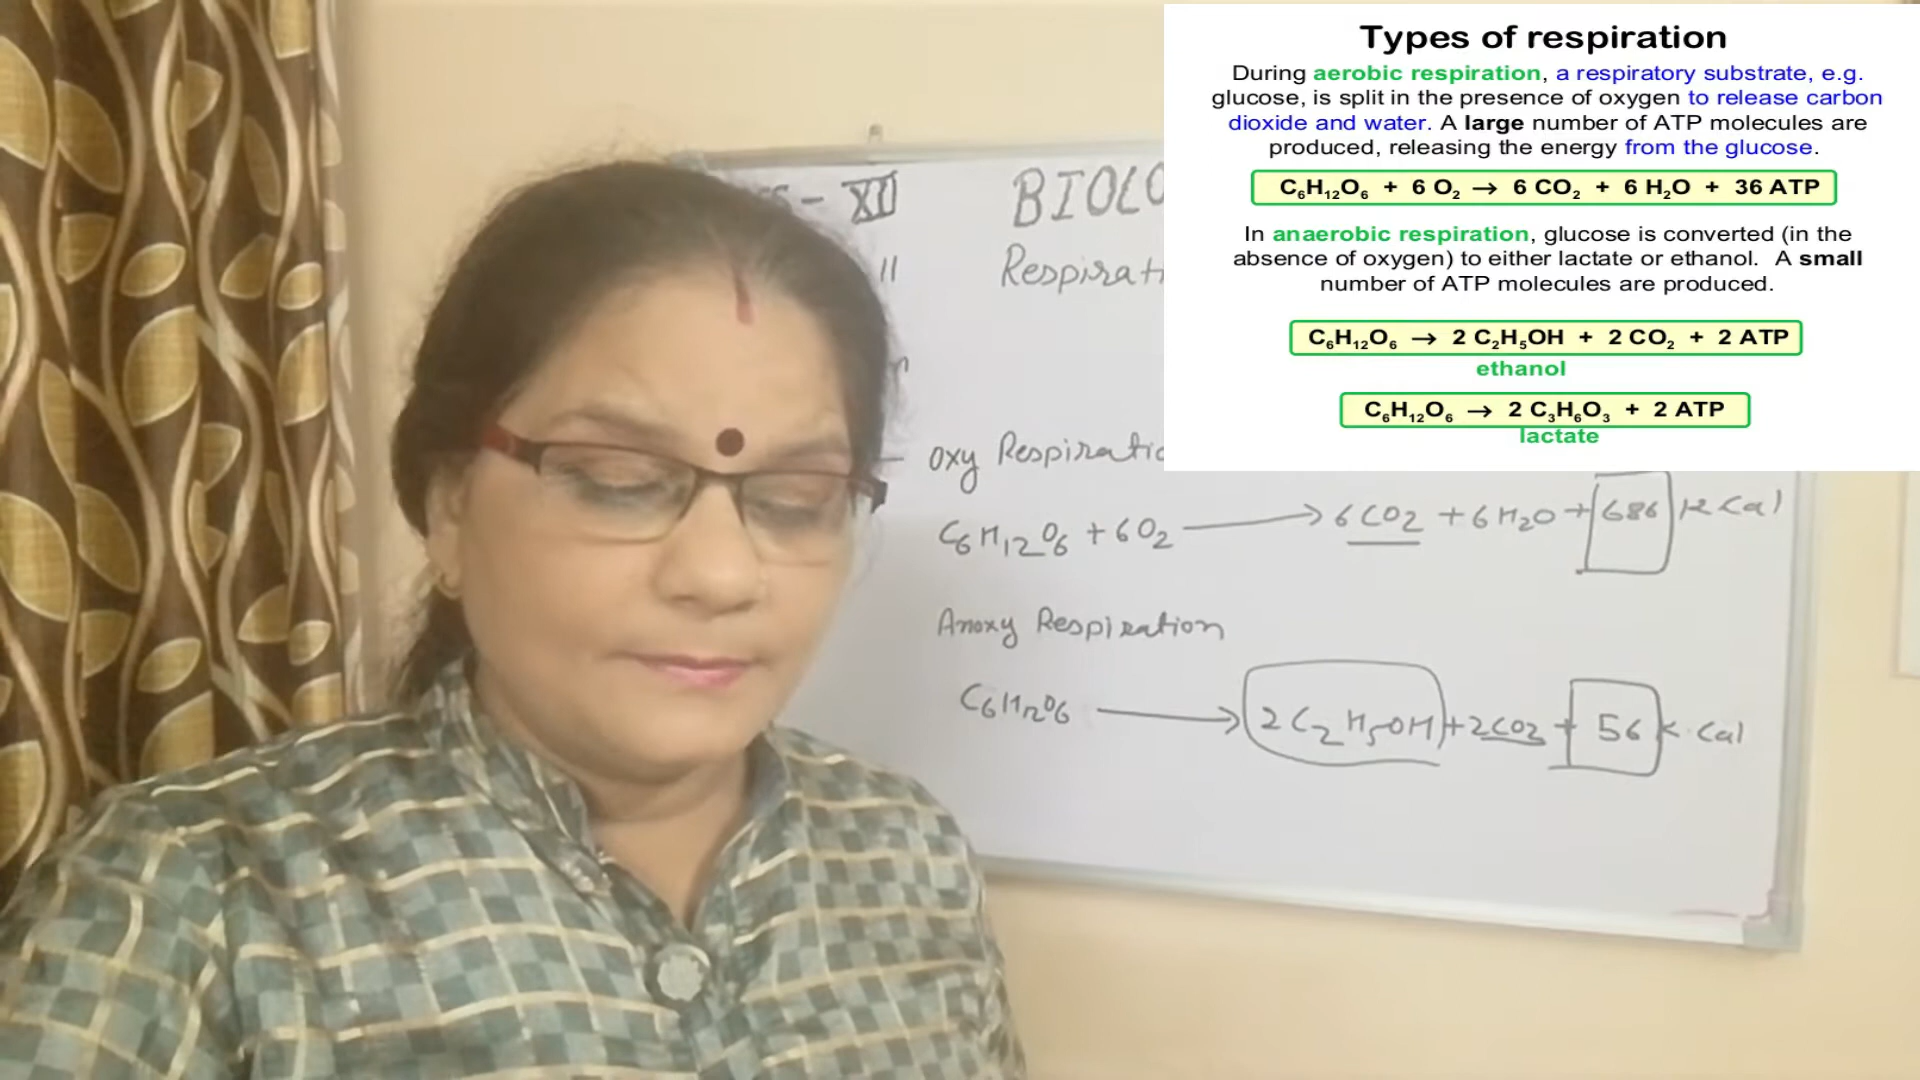 Types of respiration
During aerobic respiration, a respiratory substrate, e.g.
glucose, is split in the presence of oxygen to release carbon
dioxide and water. A large number of ATP molecules are
produced, releasing the energy from the glucose.
C₆H₁₂O₆ + 6 O₂ → 6 CO₂ + 6 H₂O + 36 ATP
In anaerobic respiration, glucose is converted (in the
absence of oxygen) to either lactate or ethanol. A small
number of ATP molecules are produced.
C₆H₁₂O₆ → 2 C₂H₅OH + 2 CO₂ + 2 ATP
ethanol
C₆H₁₂O₆ → 2 C₃H₆O₃ + 2 ATP
lactate
- XI BIOLO
11 Respirati
- Oxy Respiratio
C₆H₁₂O₆ + 6O₂ → 6CO₂ + 6H₂O + 686 K Cal
Anoxy Respiration
C₆H₁₂O₆ → 2C₂H₅OH + 2CO₂ + 56 K Cal